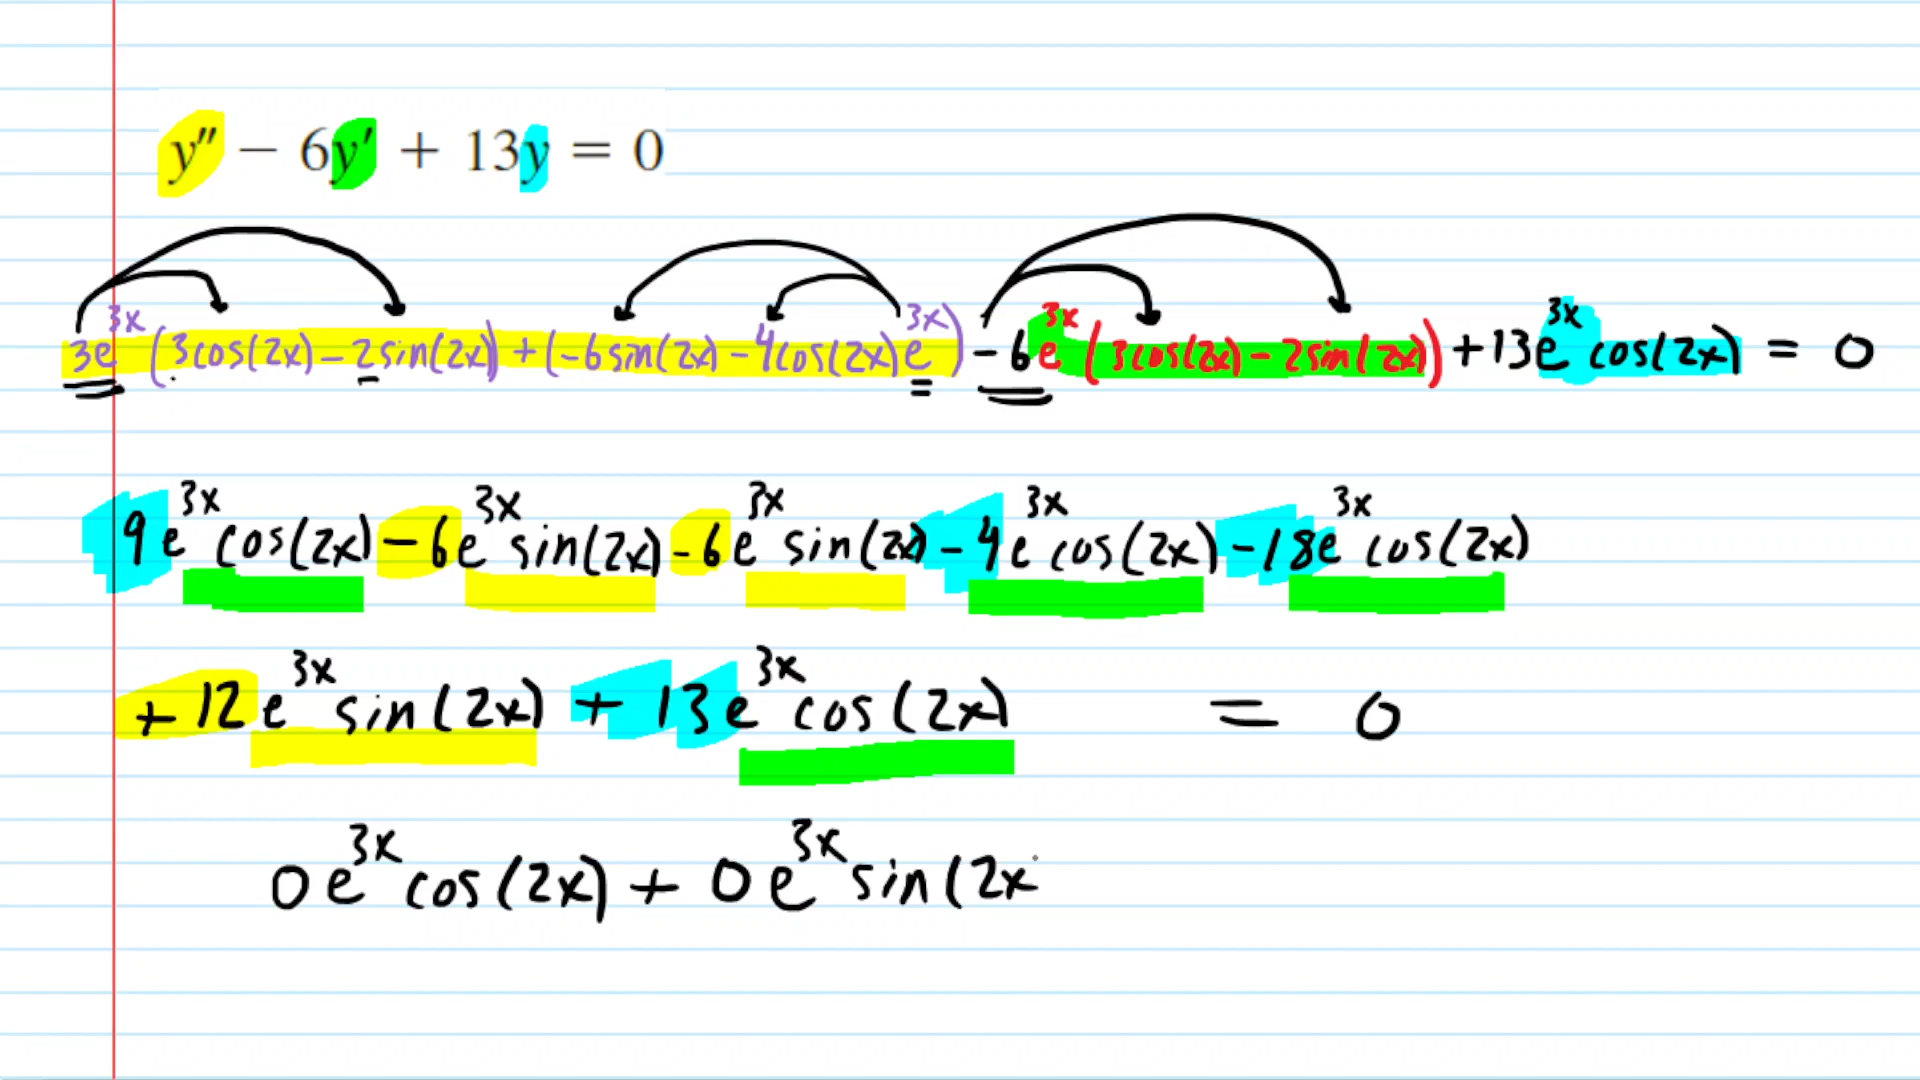 y″ − 6y′ + 13y = 0
3e^3x (3cos(2x) − 2sin(2x)) + (−6sin(2x) − 4cos(2x)e^3x) − 6e^3x (3cos(2x) − 2sin(2x)) + 13e^3x cos(2x) = 0
9e^3x cos(2x) − 6e^3x sin(2x) − 6e^3x sin(2x) − 4e^3x cos(2x) − 18e^3x cos(2x)
+ 12e^3x sin(2x) + 13e^3x cos(2x) = 0
0e^3x cos(2x) + 0e^3x sin(2x